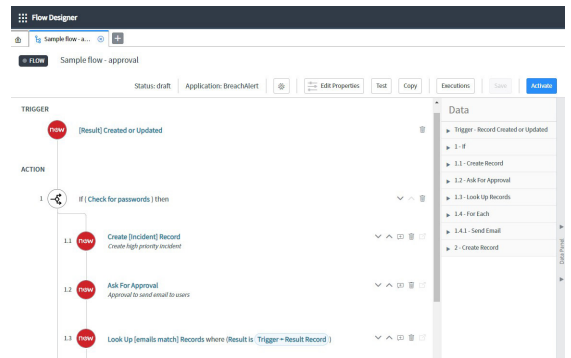 Flow Designer
Sample flow - a...
FLOW
Sample flow - approval
Status: draft
Application: BreachAlert
Edit Properties
Test
Copy
Executions
Save
Activate
TRIGGER
now
[Result] Created or Updated
ACTION
1
If ( Check for passwords ) then
1.1
now
Create [Incident] Record
Create high priority incident
1.2
now
Ask For Approval
Approval to send email to users
1.3
now
Look Up [emails match] Records where (Result is Trigger ➛ Result Record )
Data
Trigger - Record Created or Updated
1 - If
1.1 - Create Record
1.2 - Ask For Approval
1.3 - Look Up Records
1.4 - For Each
1.4.1 - Send Email
2 - Create Record
Data Panel